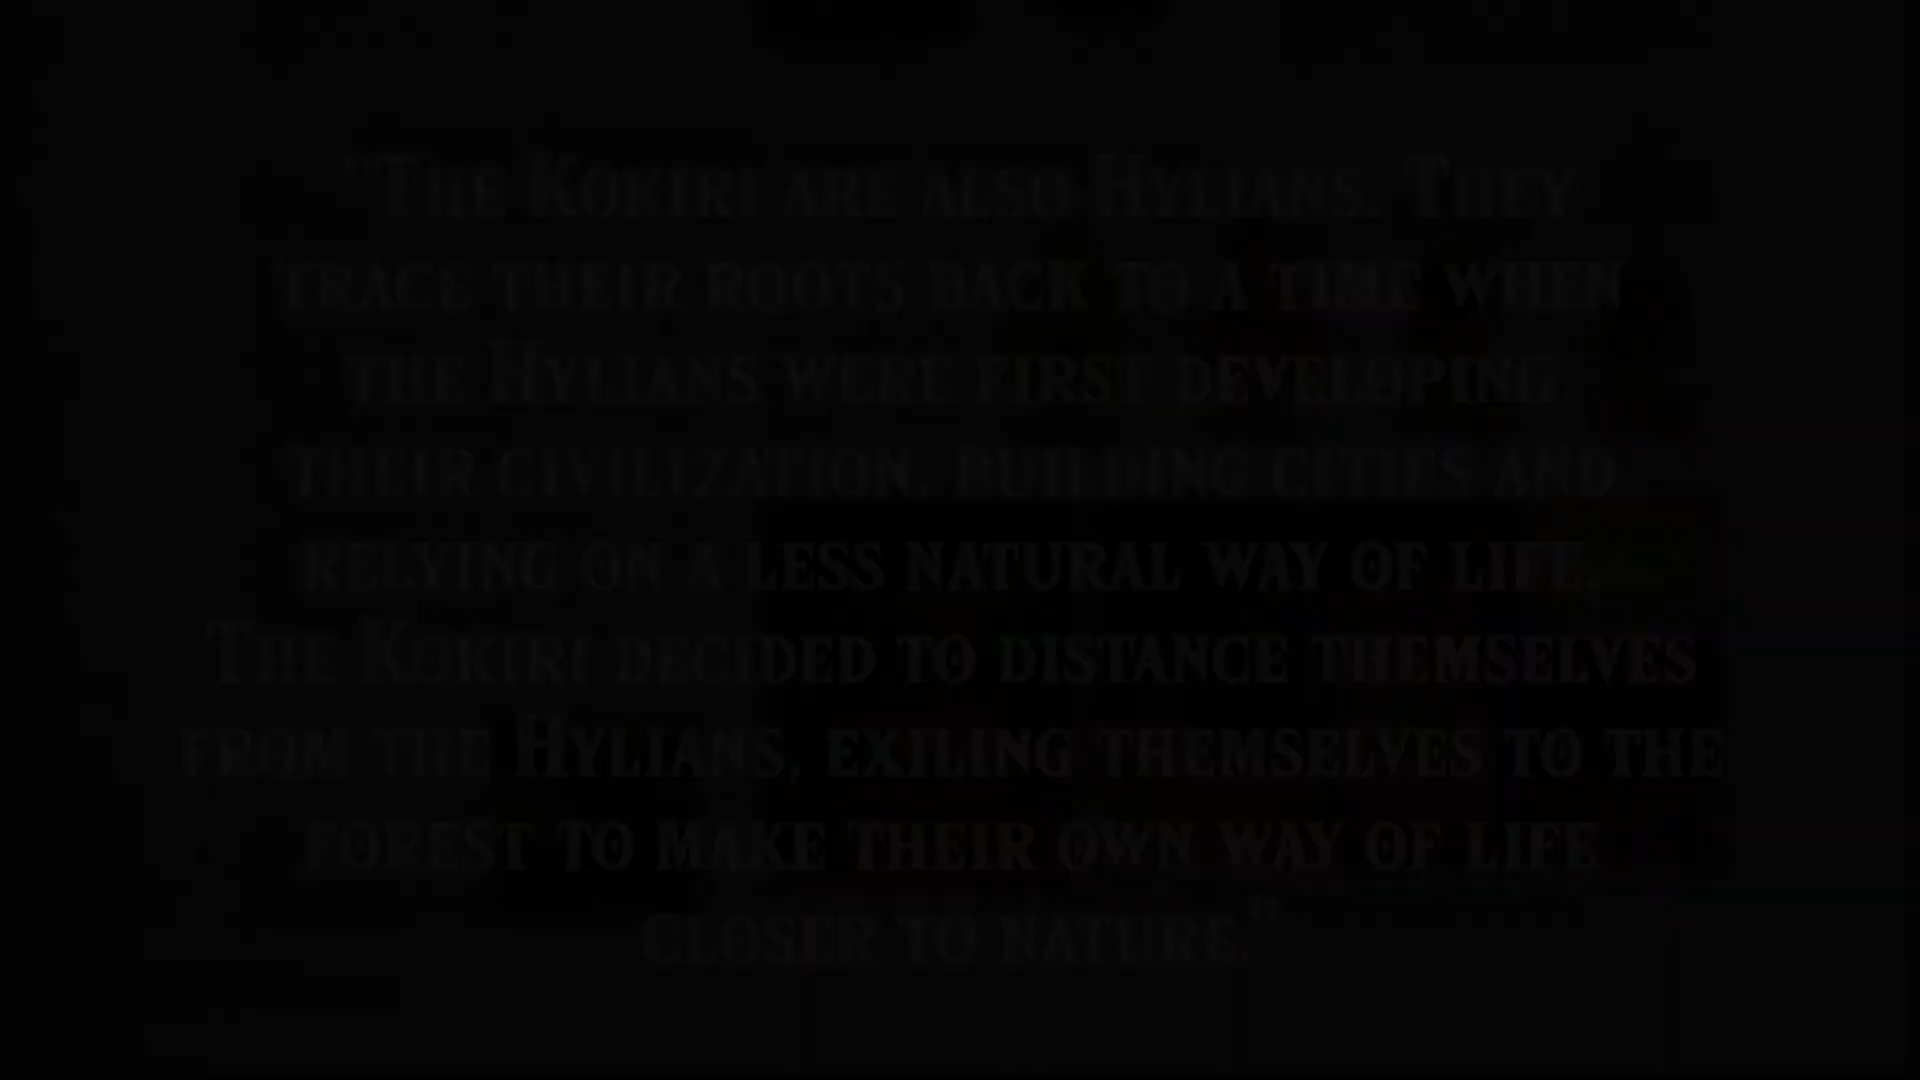 "The Kokiri are also Hylians. They
trace their roots back to a time when
the Hylians were first developing
their civilization, building cities and
relying on a less natural way of life.
The Kokiri decided to distance themselves
from the Hylians, exiling themselves to the
forest to make their own way of life
closer to nature."